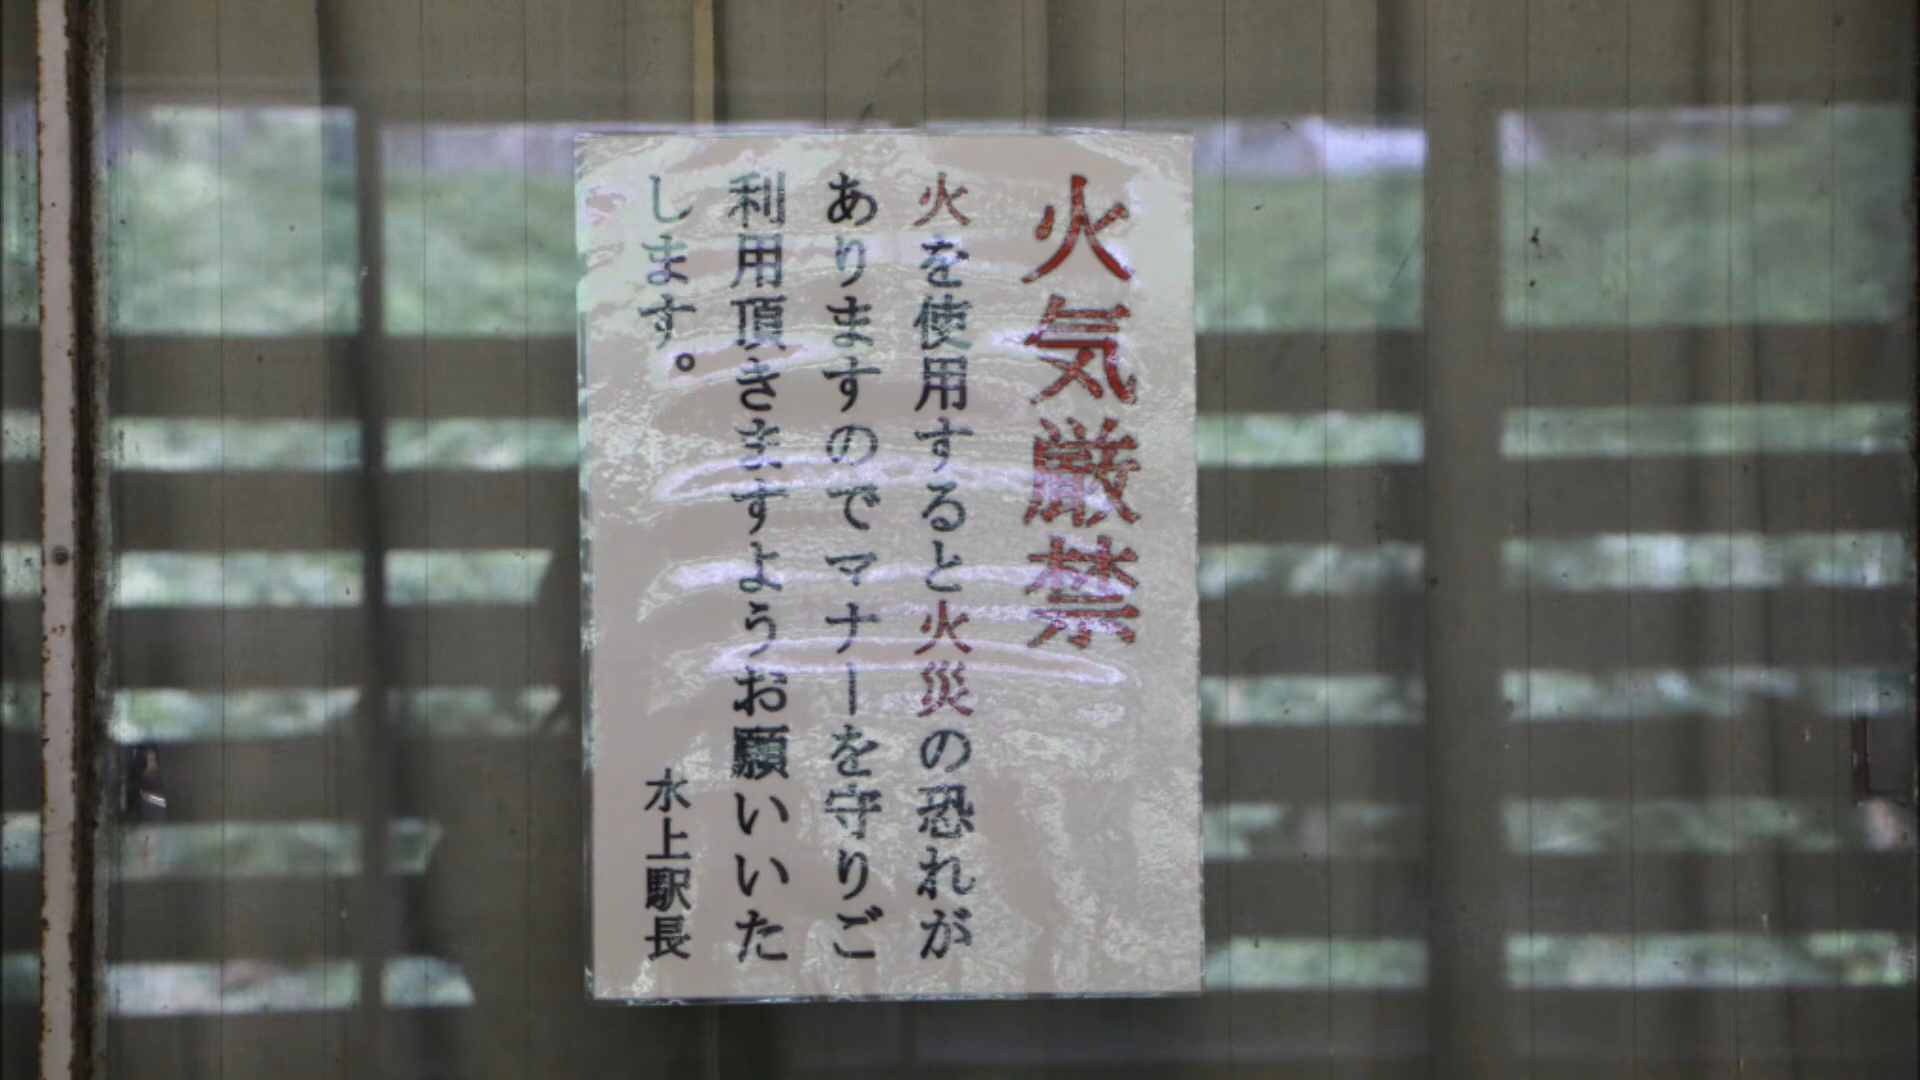 火気厳禁
火を使用すると火災の恐れが
ありますのでマナーを守りご
利用頂きますようお願いいた
します。
水上駅長